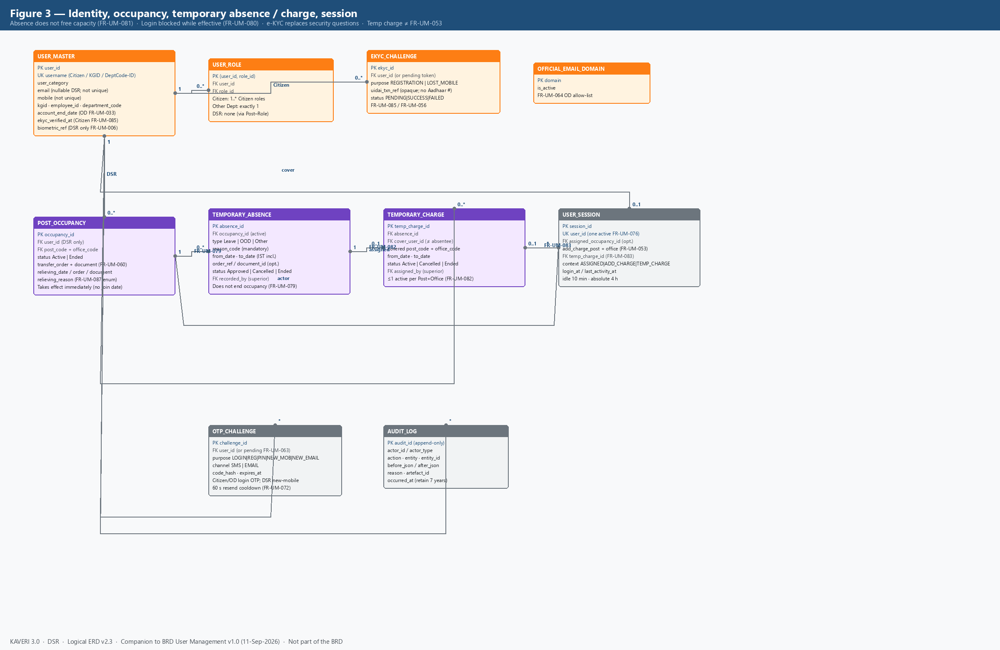 Figure 3 — Identity, occupancy, temporary absence / charge, session
Absence does not free capacity (FR-UM-081) · Login blocked while effective (FR-UM-080) · e-KYC replaces security questions · Temp charge ≠ FR-UM-053
USER_MASTER
PK user_id
UK username (Citizen / KGID / DeptCode-ID)
user_category
email (nullable DSR; not unique)
mobile (not unique)
kgid · employee_id · department_code
account_end_date (OD FR-UM-033)
ekyc_verified_at (Citizen FR-UM-085)
biometric_ref (DSR only FR-UM-006)
1
0..*
USER_ROLE
PK (user_id, role_id)
FK user_id
FK role_id
Citizen: 1..* Citizen roles
Other Dept: exactly 1
DSR: none (via Post–Role)
Citizen
0..*
EKYC_CHALLENGE
PK ekyc_id
FK user_id (or pending token)
purpose REGISTRATION | LOST_MOBILE
uidai_txn_ref (opaque; no Aadhaar #)
status PENDING|SUCCESS|FAILED
FR-UM-085 / FR-UM-056
OFFICIAL_EMAIL_DOMAIN
PK domain
is_active
FR-UM-064 OD allow-list
1
DSR
cover
0..*
POST_OCCUPANCY
PK occupancy_id
FK user_id (DSR only)
FK post_code + office_code
status Active | Ended
transfer_order + document (FR-UM-060)
relieving_date / order / document
relieving_reason (FR-UM-087 enum)
Takes effect immediately (no join date)
1
0..*
FR-UM-079
TEMPORARY_ABSENCE
PK absence_id
FK occupancy_id (active)
type Leave | OOD | Other
reason_code (mandatory)
from_date · to_date (IST incl.)
order_ref / document_id (opt.)
status Approved | Cancelled | Ended
FK recorded_by (superior)
actor
Does not end occupancy (FR-UM-079)
1
0..1
FR-UM-082
assigned
0..*
TEMPORARY_CHARGE
PK temp_charge_id
FK absence_id
FK cover_user_id (≠ absentee)
covered post_code + office_code
from_date · to_date
status Active | Cancelled | Ended
FK assigned_by (superior)
≤1 active per Post+Office (FR-UM-082)
0..1
*
FR-UM-083
0..1
USER_SESSION
PK session_id
UK user_id (one active FR-UM-076)
FK assigned_occupancy_id (opt.)
add_charge_post + office (FR-UM-053)
FK temp_charge_id (FR-UM-083)
context ASSIGNED|ADD_CHARGE|TEMP_CHARGE
login_at / last_activity_at
idle 10 min · absolute 4 h
*
OTP_CHALLENGE
PK challenge_id
FK user_id (or pending FR-UM-063)
purpose LOGIN|REG|PIN|NEW_MOB|NEW_EMAIL
channel SMS | EMAIL
code_hash · expires_at
Citizen/OD login OTP; DSR new-mobile
60 s resend cooldown (FR-UM-072)
*
AUDIT_LOG
PK audit_id (append-only)
actor_id / actor_type
action · entity · entity_id
before_json / after_json
reason · artefact_id
occurred_at (retain 7 years)
KAVERI 3.0 · DSR · Logical ERD v2.3 · Companion to BRD User Management v1.0 (11-Sep-2026) · Not part of the BRD